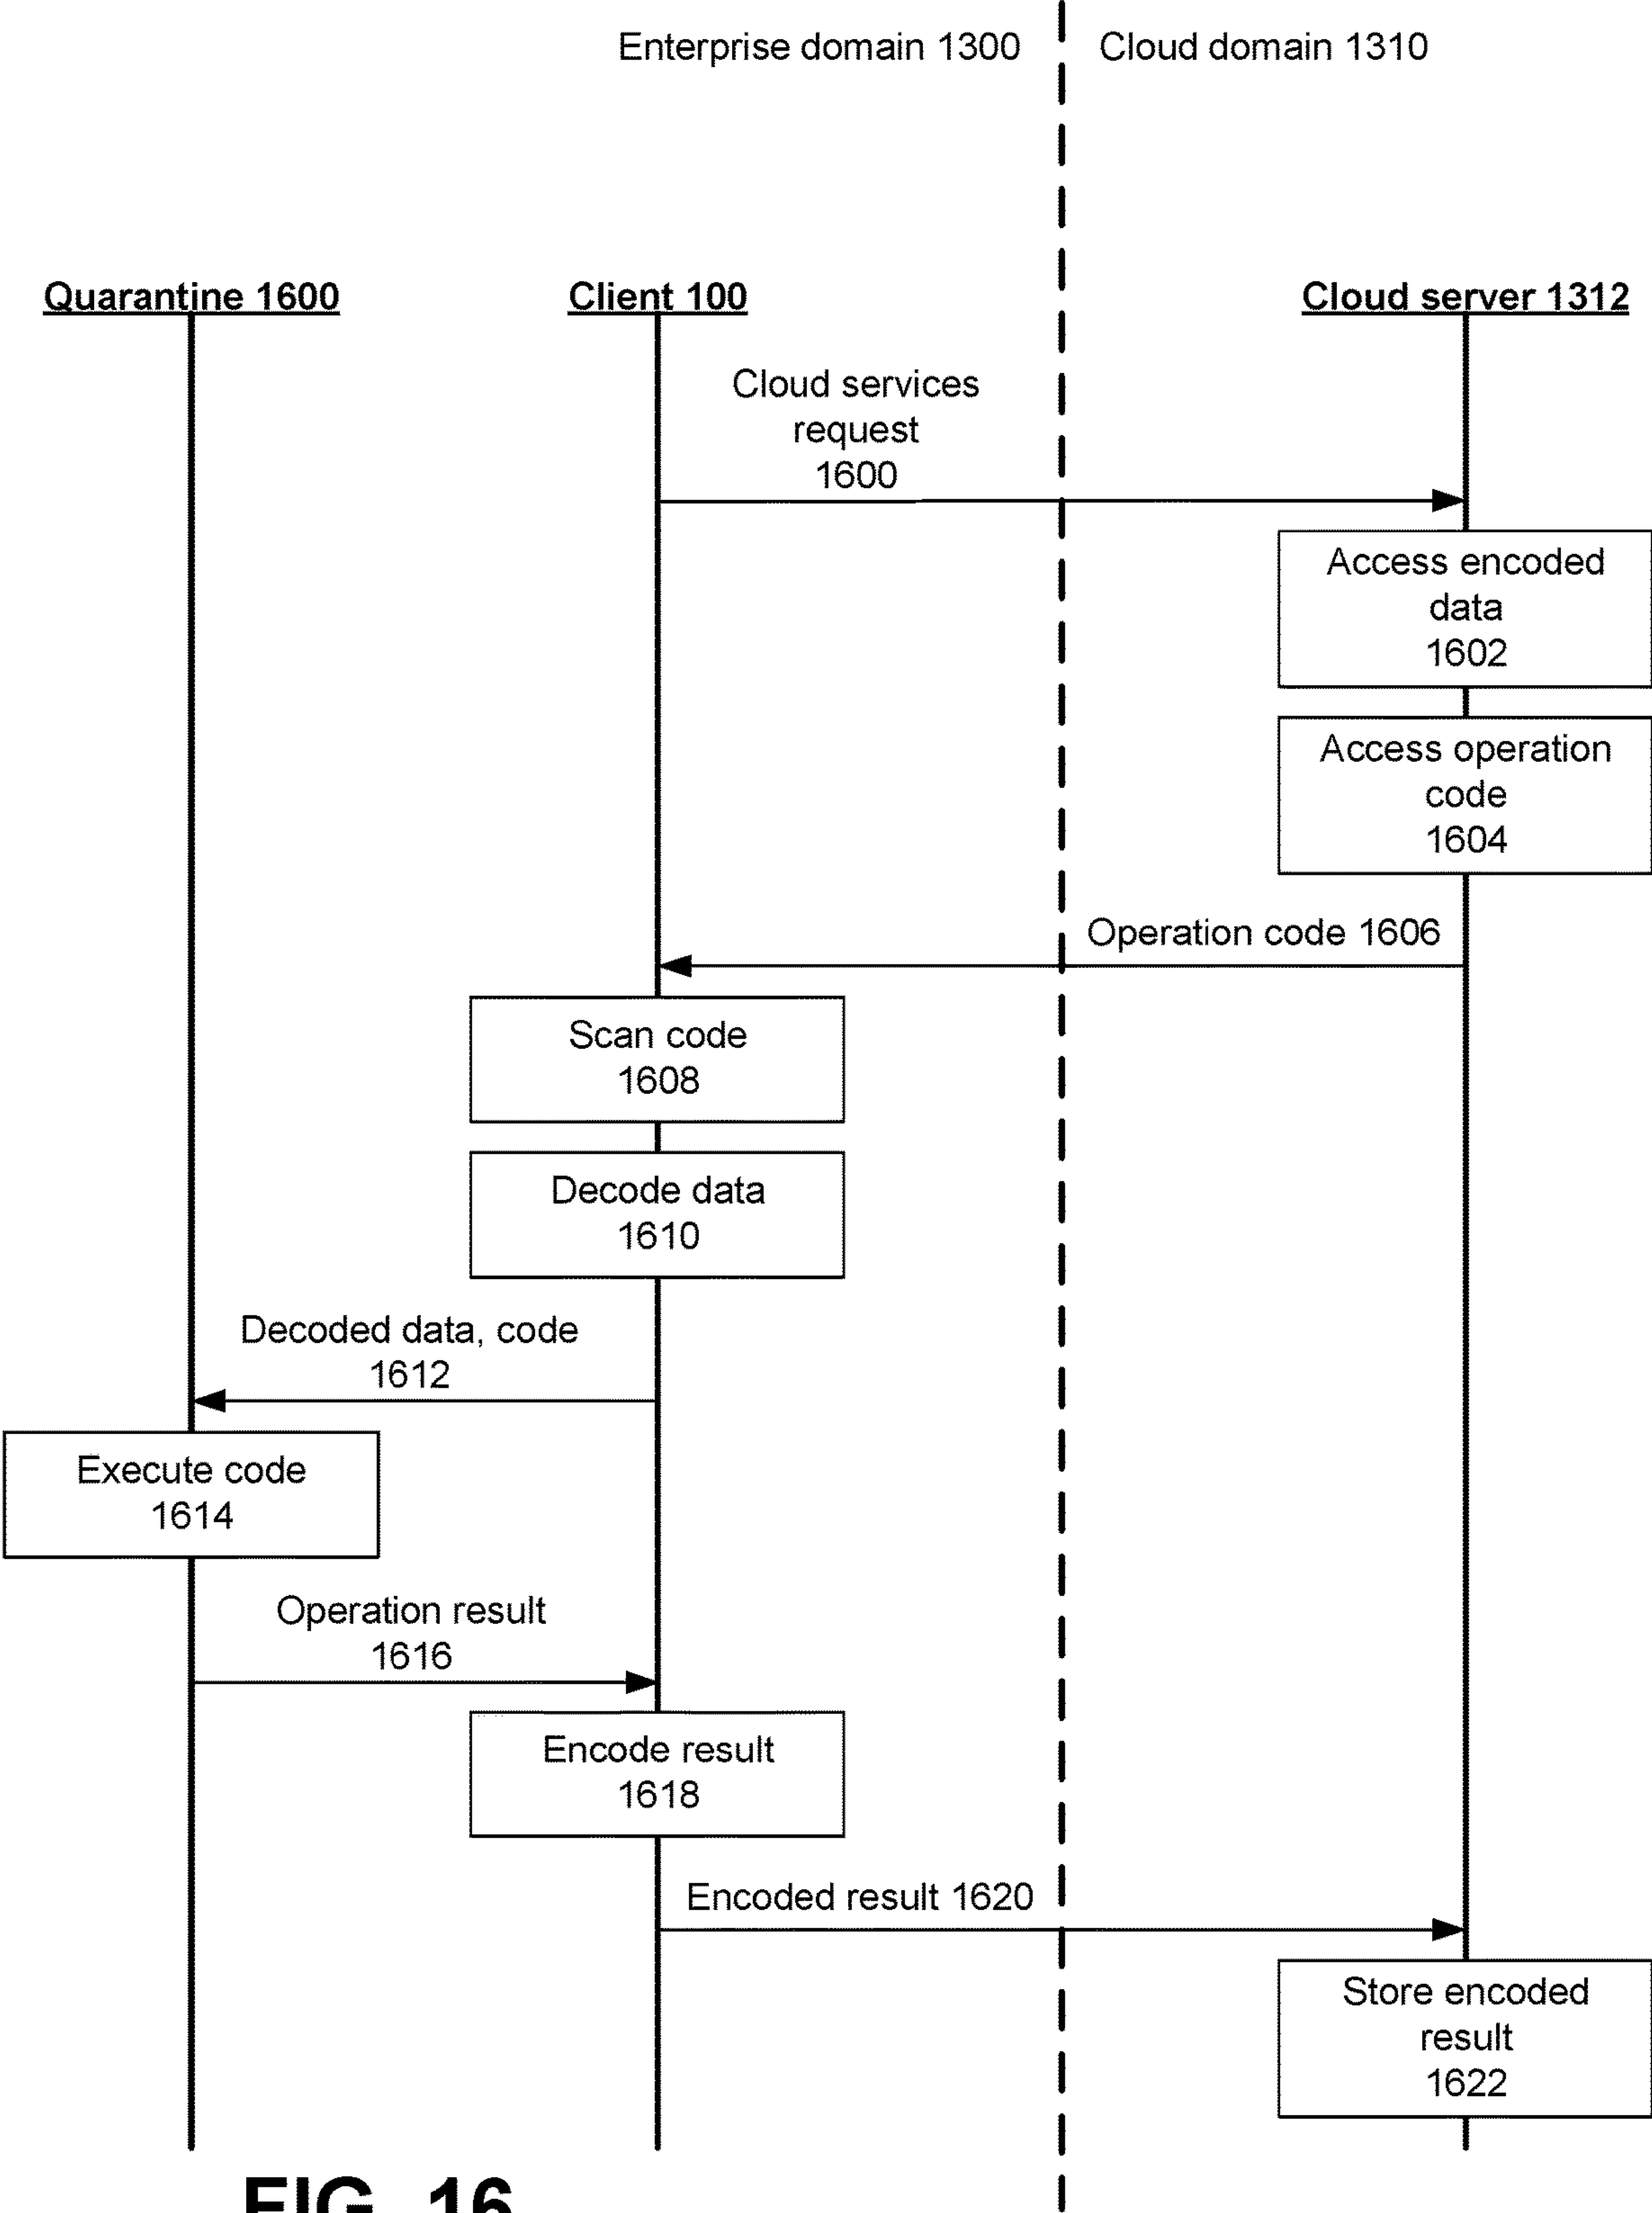 Enterprise domain 1300
Cloud domain 1310
Quarantine 1600
Client 100
Cloud server 1312
Cloud services
request
1600
Access encoded
data
1602
Access operation
code
1604
Operation code 1606
Scan code
1608
Decode data
1610
Decoded data, code
1612
Execute code
1614
Operation result
1616
Encode result
1618
Encoded result 1620
Store encoded
result
1622
FIG. 16